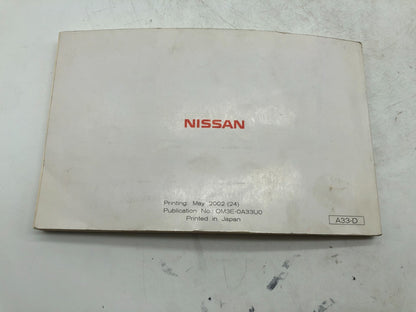 NISSAN
Printing: May 2002 (24)
Publication No.: OM3E-0A33U0
Printed in Japan
A33-D